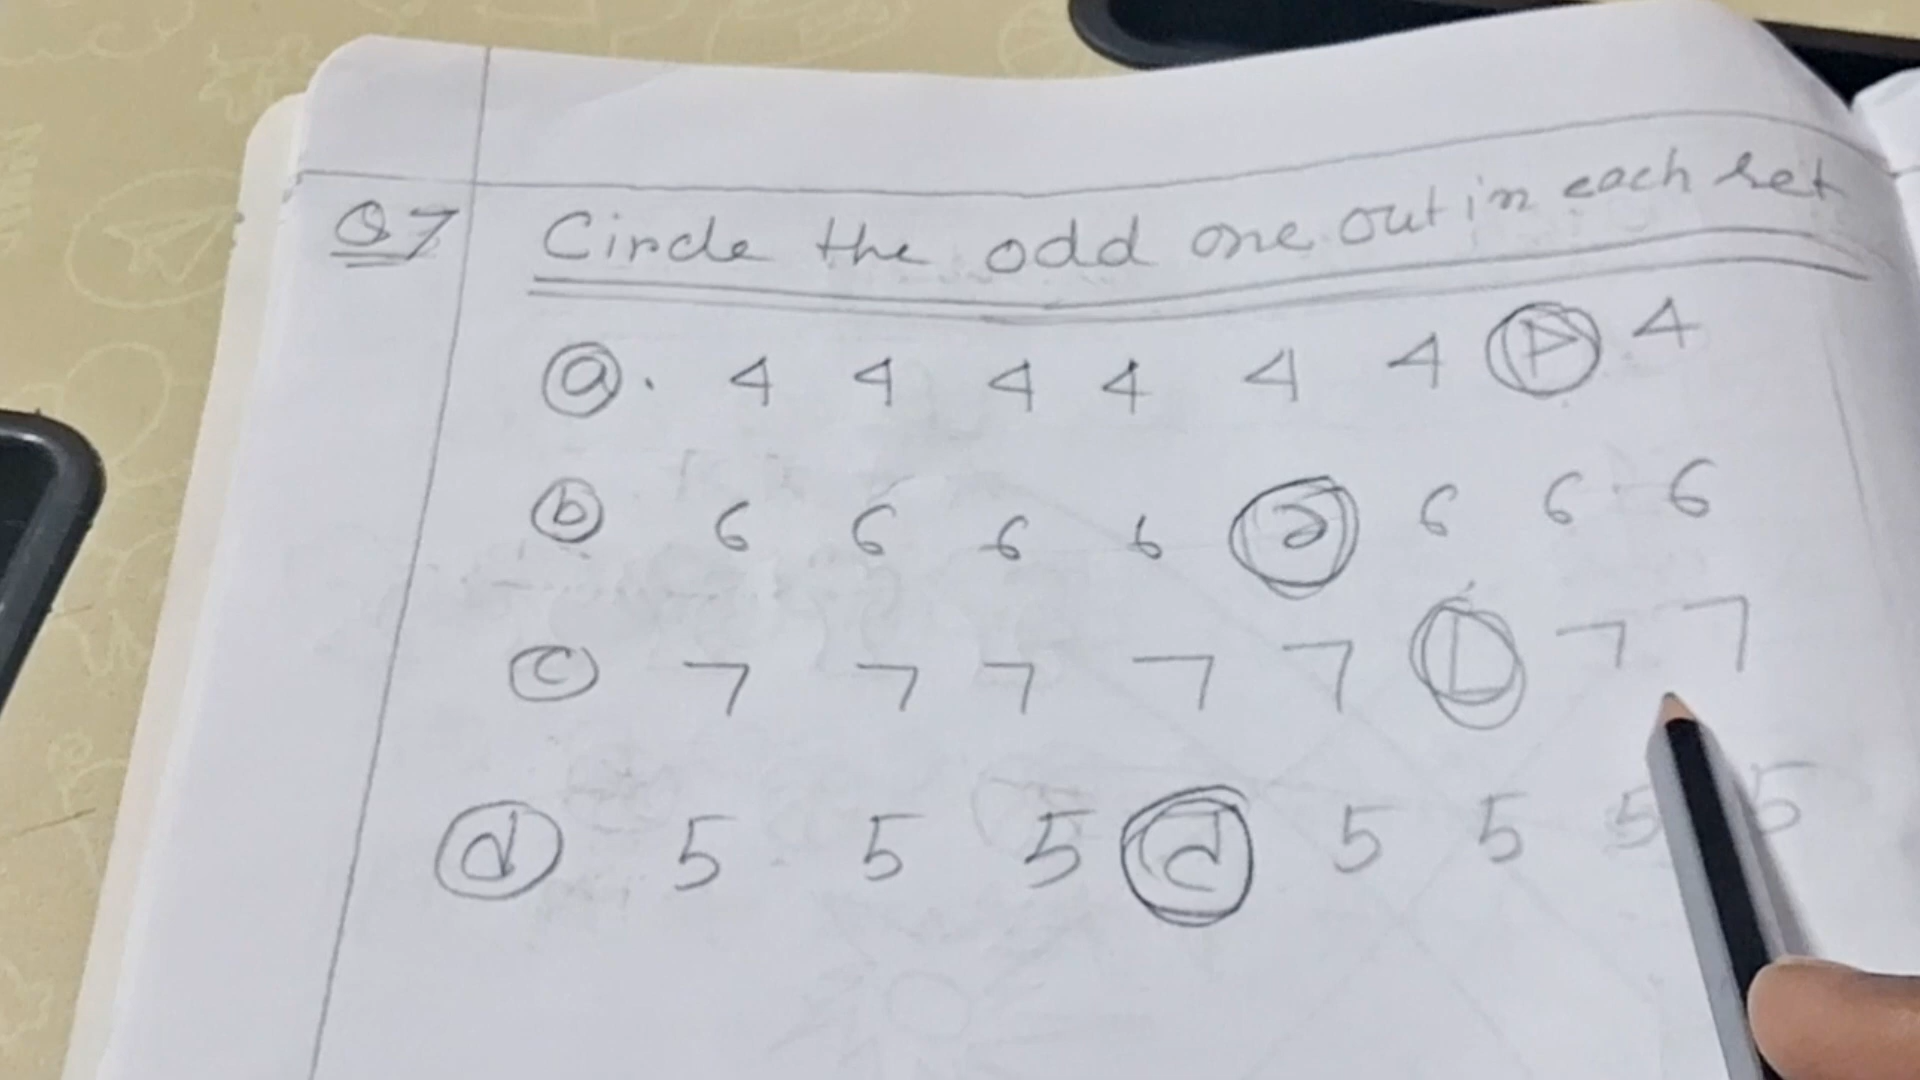 Q7 Circle the odd one out in each set
a. 4 4 4 4 4 4 4
b 6 6 6 6 6 6 6
c 7 7 7 7 7 7 7
d 5 5 5 5 5 5 5